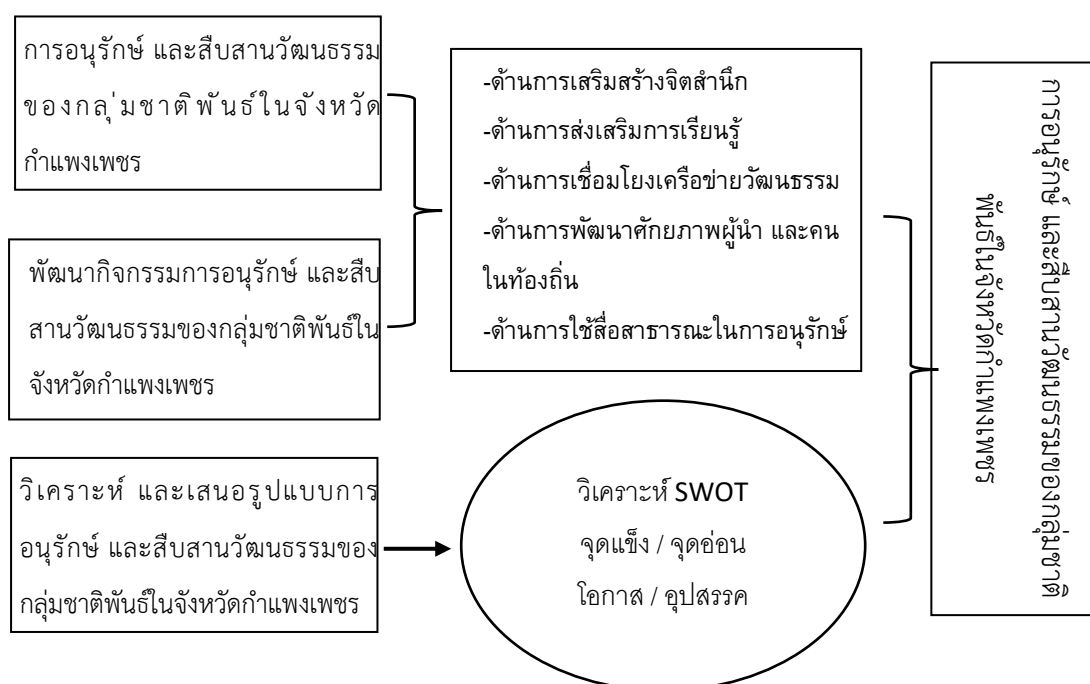 การอนุรักษ์ และสืบสานวัฒนธรรม
ของกลุ่มชาติพันธ์ในจังหวัด
กำแพงเพชร
พัฒนากิจกรรมการอนุรักษ์ และสืบ
สานวัฒนธรรมของกลุ่มชาติพันธ์ใน
จังหวัดกำแพงเพชร
วิเคราะห์ และเสนอรูปแบบการ
อนุรักษ์ และสืบสานวัฒนธรรมของ
กลุ่มชาติพันธ์ในจังหวัดกำแพงเพชร
-ด้านการเสริมสร้างจิตสำนึก
-ด้านการส่งเสริมการเรียนรู้
-ด้านการเชื่อมโยงเครือข่ายวัฒนธรรม
-ด้านการพัฒนาศักยภาพผู้นำ และคน
ในท้องถิ่น
-ด้านการใช้สื่อสาธารณะในการอนุรักษ์
วิเคราะห์ SWOT
จุดแข็ง / จุดอ่อน
โอกาส / อุปสรรค
การอนุรักษ์ และสืบสานวัฒนธรรมของกลุ่มชาติ
พันธ์ในจังหวัดกำแพงเพชร